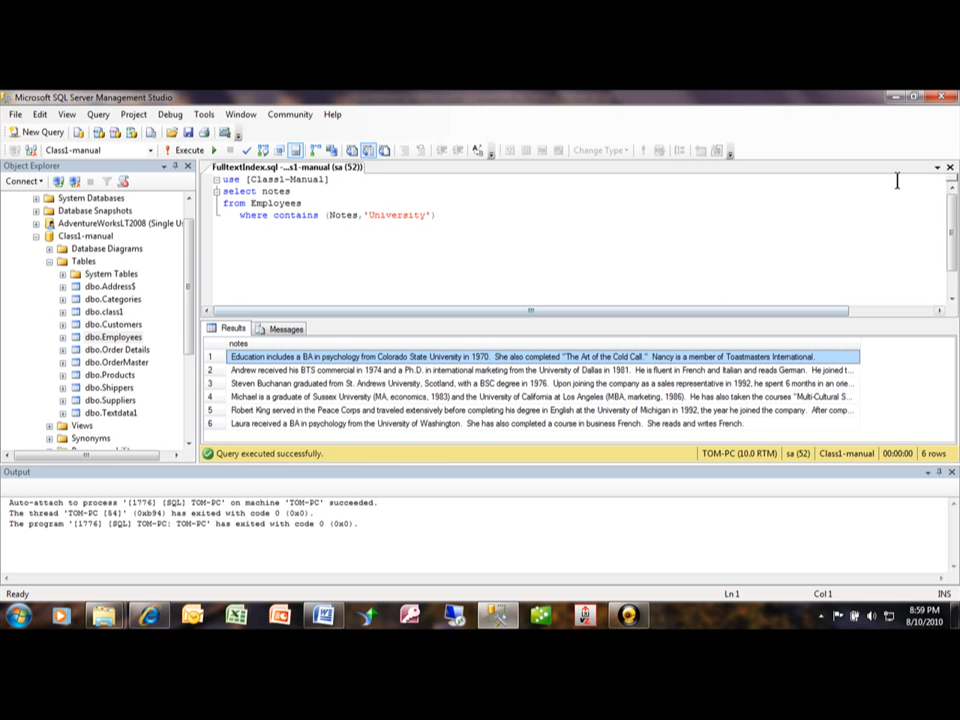 Microsoft SQL Server Management Studio
File Edit View Query Project Debug Tools Window Community Help
New Query
Class1-manual Execute Change Type
Object Explorer
FulltextIndex.sql -...s1-manual (sa (52))
Connect
use [Class1-Manual]
select notes
from Employees
where contains (Notes,'University')
System Databases
Database Snapshots
AdventureWorksLT2008 (Single Us
Class1-manual
Database Diagrams
Tables
System Tables
dbo.Address$
dbo.Categories
dbo.class1
dbo.Customers
dbo.Employees
dbo.Order Details
dbo.OrderMaster
dbo.Products
dbo.Shippers
dbo.Suppliers
dbo.Textdata1
Views
Synonyms
Results Messages
notes
1 Education includes a BA in psychology from Colorado State University in 1970. She also completed "The Art of the Cold Call." Nancy is a member of Toastmasters International.
2 Andrew received his BTS commercial in 1974 and a Ph.D. in international marketing from the University of Dallas in 1981. He is fluent in French and Italian and reads German. He joined t...
3 Steven Buchanan graduated from St. Andrews University, Scotland, with a BSC degree in 1976. Upon joining the company as a sales representative in 1992, he spent 6 months in an orie...
4 Michael is a graduate of Sussex University (MA, economics, 1983) and the University of California at Los Angeles (MBA, marketing, 1986). He has also taken the courses "Multi-Cultural S...
5 Robert King served in the Peace Corps and traveled extensively before completing his degree in English at the University of Michigan in 1992, the year he joined the company. After comp...
6 Laura received a BA in psychology from the University of Washington. She has also completed a course in business French. She reads and writes French.
Query executed successfully. TOM-PC (10.0 RTM) sa (52) Class1-manual 00:00:00 6 rows
Output
Auto-attach to process '[1776] [SQL] TOM-PC' on machine 'TOM-PC' succeeded.
The thread 'TOM-PC [54]' (0xb94) has exited with code 0 (0x0).
The program '[1776] [SQL] TOM-PC: TOM-PC' has exited with code 0 (0x0).
Ready Ln 1 Col 1 INS
8:59 PM
8/10/2010